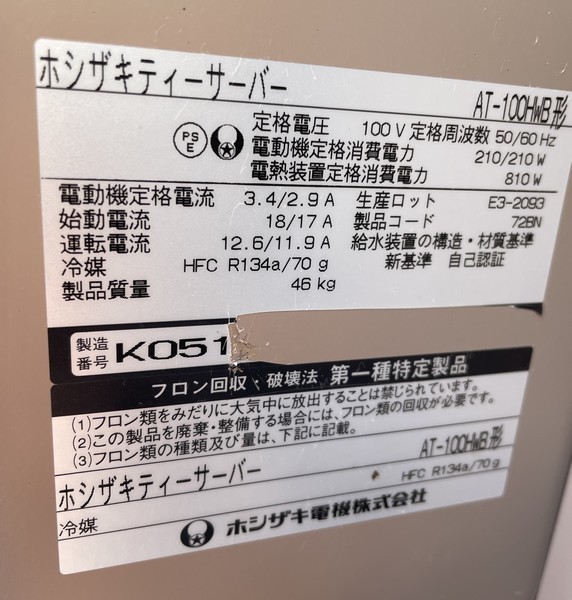 ホシザキティーサーバー AT-100HWB形
PS E 定格電圧 100V 定格周波数 50/60 Hz
電動機定格消費電力 210/210 W
電熱装置定格消費電力 810 W
電動機定格電流 3.4/2.9 A 生産ロット E3-2093
始動電流 18/17 A 製品コード 72BN
運転電流 12.6/11.9 A 給水装置の構造・材質基準
冷媒 HFC R134a/70 g 新基準 自己認証
製品質量 46 kg
製造番号 K051
フロン回収・破壊法 第一種特定製品
(1)フロン類をみだりに大気中に放出することは禁じられています。
(2)この製品を廃棄・整備する場合には、フロン類の回収が必要です。
(3)フロン類の種類及び量は、下記に記載。
ホシザキティーサーバー AT-100HWB形
冷媒 HFC R134a/70 g
ホシザキ電機株式会社